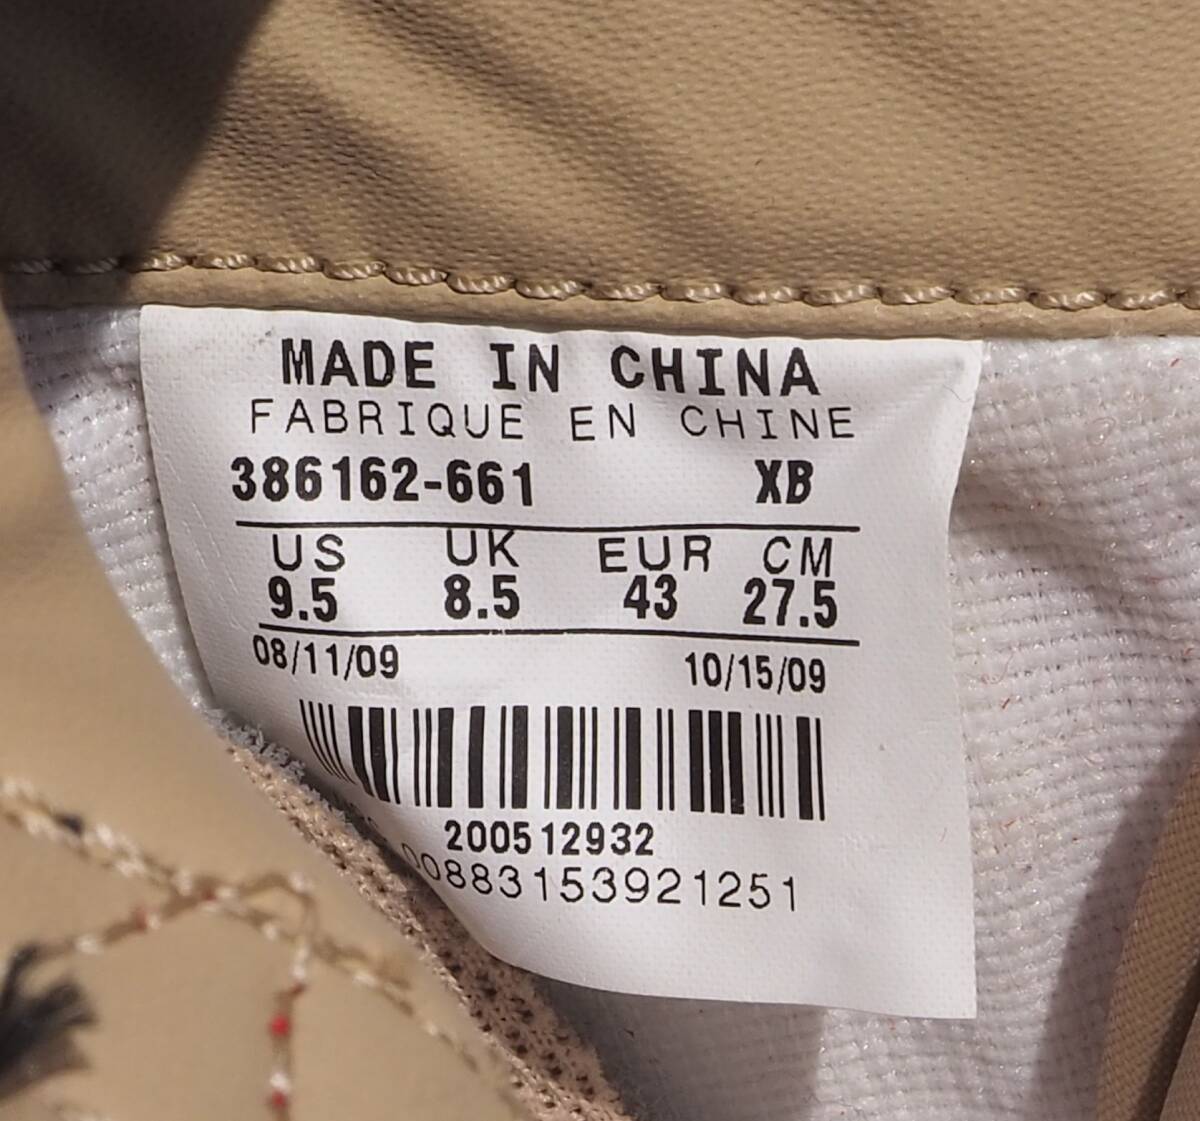 MADE IN CHINA
FABRIQUE EN CHINE
386162-661 XB
US UK EUR CM
9.5 8.5 43 27.5
08/11/09 10/15/09
200512932
00883153921251